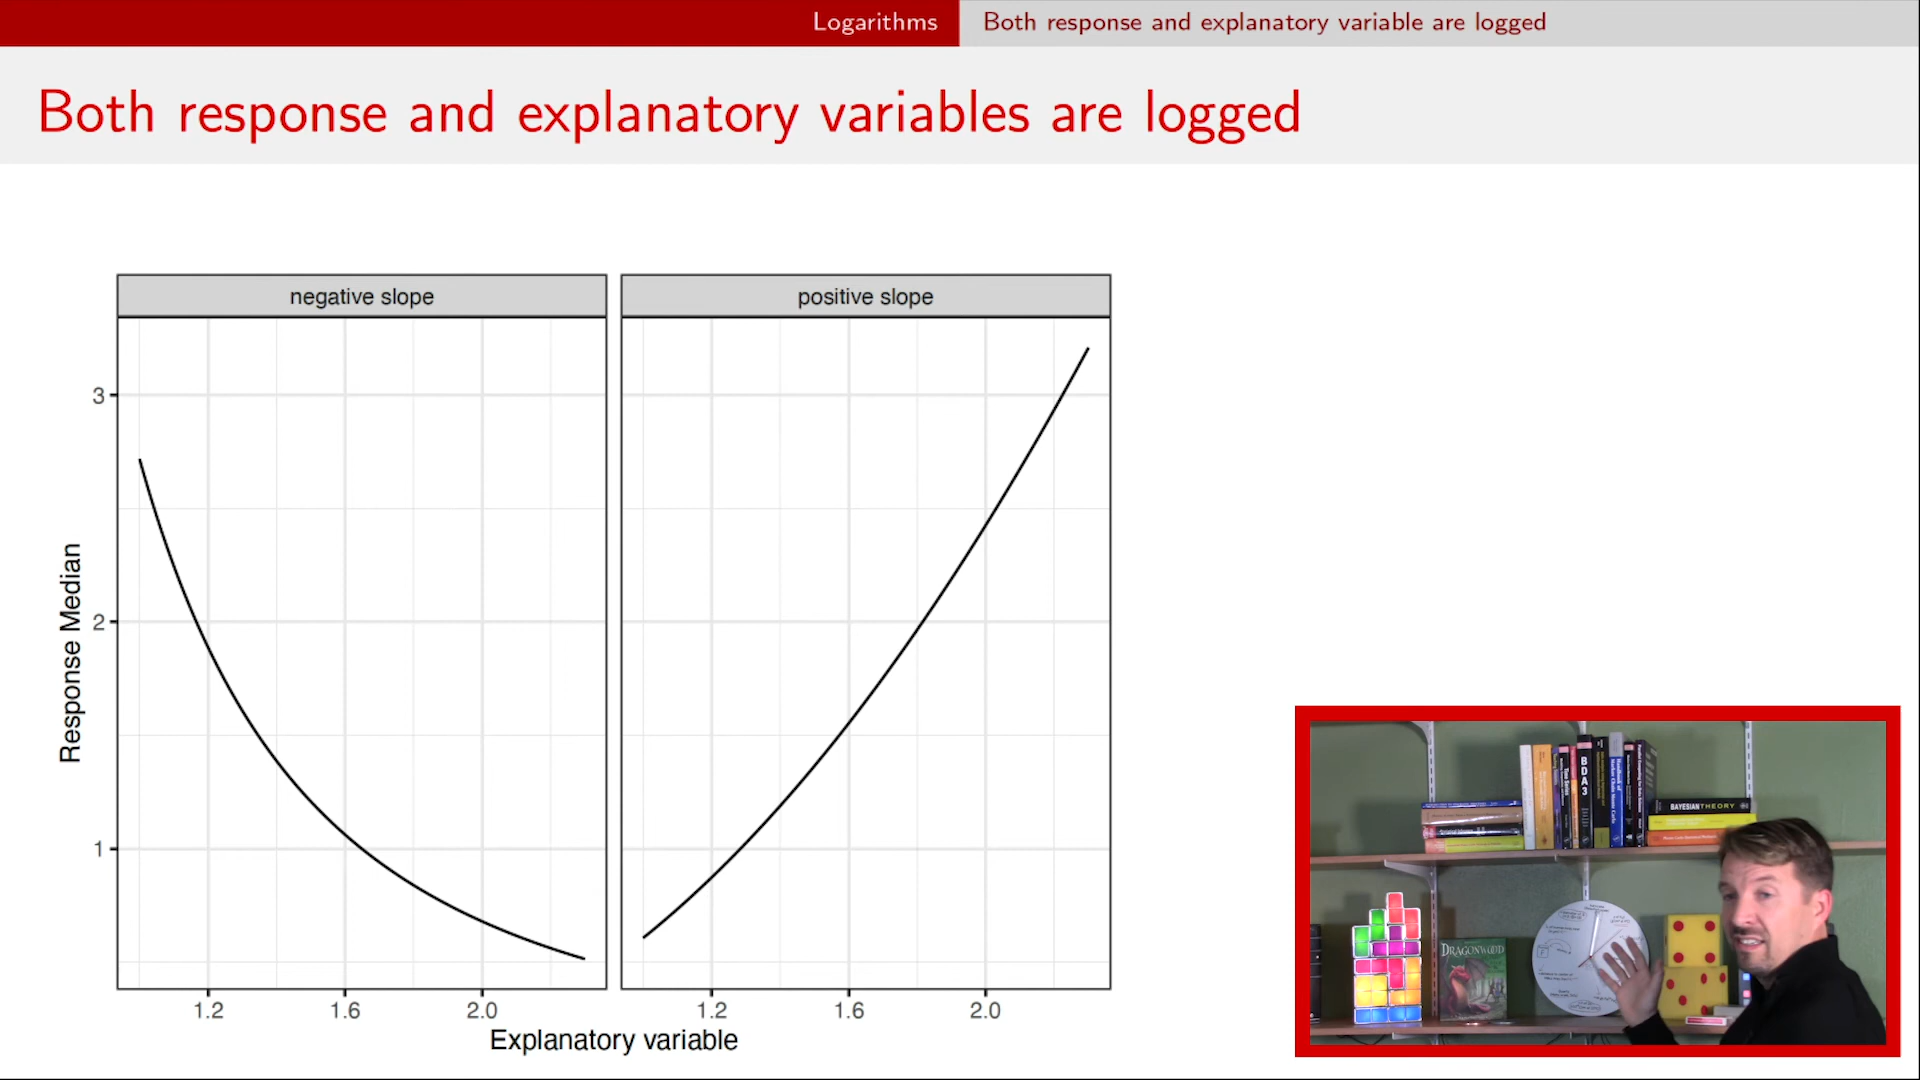 Logarithms
Both response and explanatory variable are logged
Both response and explanatory variables are logged
negative slope
positive slope
3
2
1
Response Median
1.2
1.6
2.0
1.2
1.6
2.0
Explanatory variable
BDA3
BAYESIAN THEORY
DRAGONWOOD